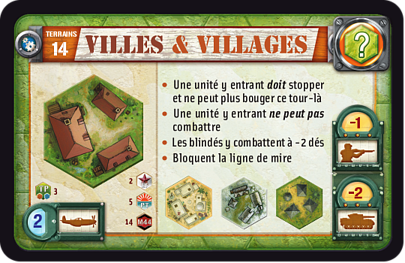 TERRAINS
14
VILLES & VILLAGES
?
• Une unité y entrant doit stopper
et ne peut plus bouger ce tour-là
• Une unité y entrant ne peut pas
combattre
• Les blindés y combattent à -2 dés
• Bloquent la ligne de mire
-1
-2
3
2
5
14 M44
2